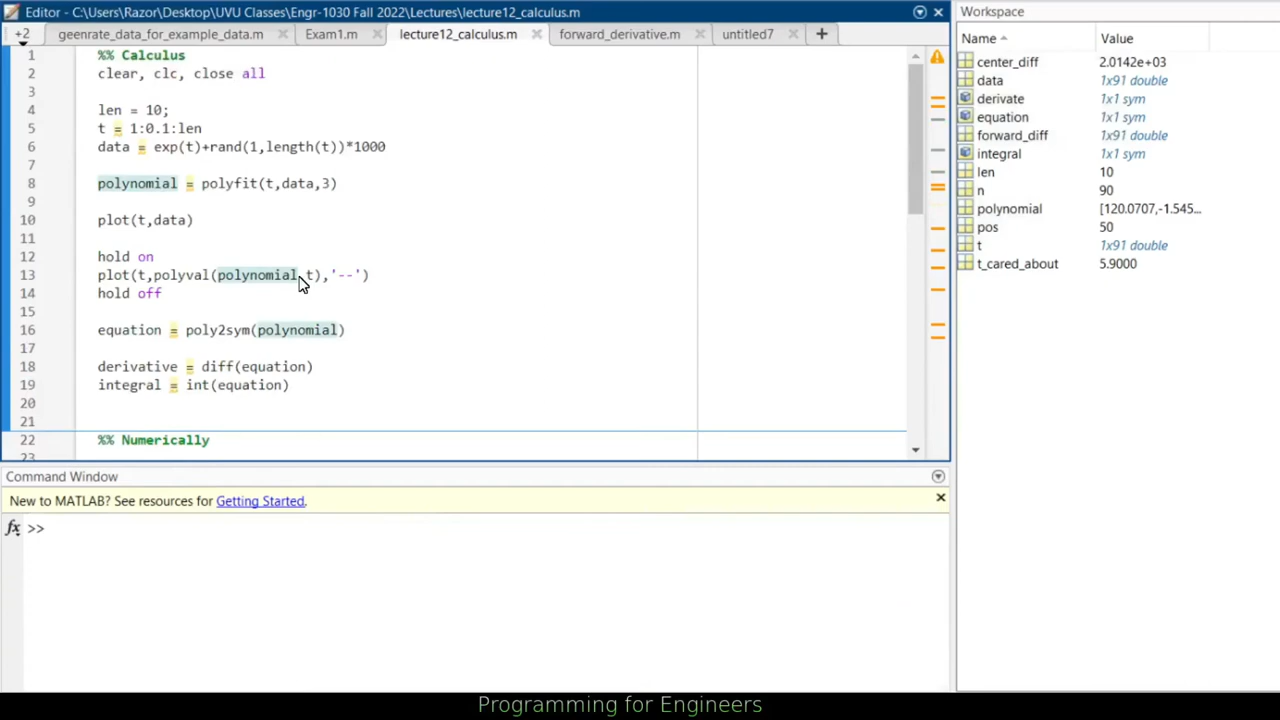 Editor - C:\Users\Razor\Desktop\UVU Classes\Engr-1030 Fall 2022\Lectures\lecture12_calculus.m
+2 geenrate_data_for_example_data.m Exam1.m lecture12_calculus.m forward_derivative.m untitled7
1 %% Calculus
2 clear, clc, close all
3
4 len = 10;
5 t = 1:0.1:len
6 data = exp(t)+rand(1,length(t))*1000
7
8 polynomial = polyfit(t,data,3)
9
10 plot(t,data)
11
12 hold on
13 plot(t,polyval(polynomial,t),'--')
14 hold off
15
16 equation = poly2sym(polynomial)
17
18 derivative = diff(equation)
19 integral = int(equation)
20
21
22 %% Numerically
23
Command Window
New to MATLAB? See resources for Getting Started.
fx >>
Workspace
Name Value
center_diff 2.0142e+03
data 1x91 double
derivate 1x1 sym
equation 1x1 sym
forward_diff 1x91 double
integral 1x1 sym
len 10
n 90
polynomial [120.0707,-1.545...
pos 50
t 1x91 double
t_cared_about 5.9000
Programming for Engineers